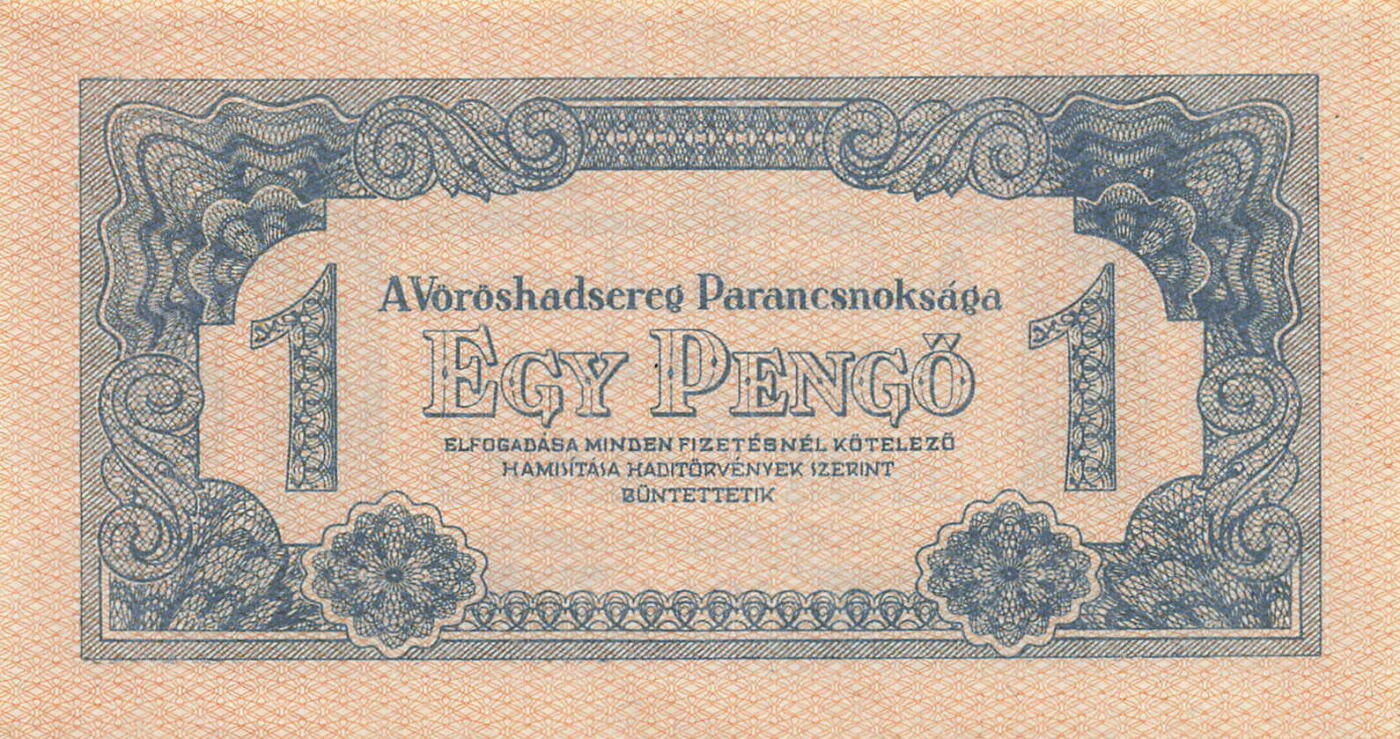 A Vöröshadsereg Parancsnoksága
1 EGY PENGŐ 1
ELFOGADÁSA MINDEN FIZETÉSNÉL KÖTELEZŐ
HAMISÍTÁSA HADITÖRVÉNYEK SZERINT
BÜNTETTETIK